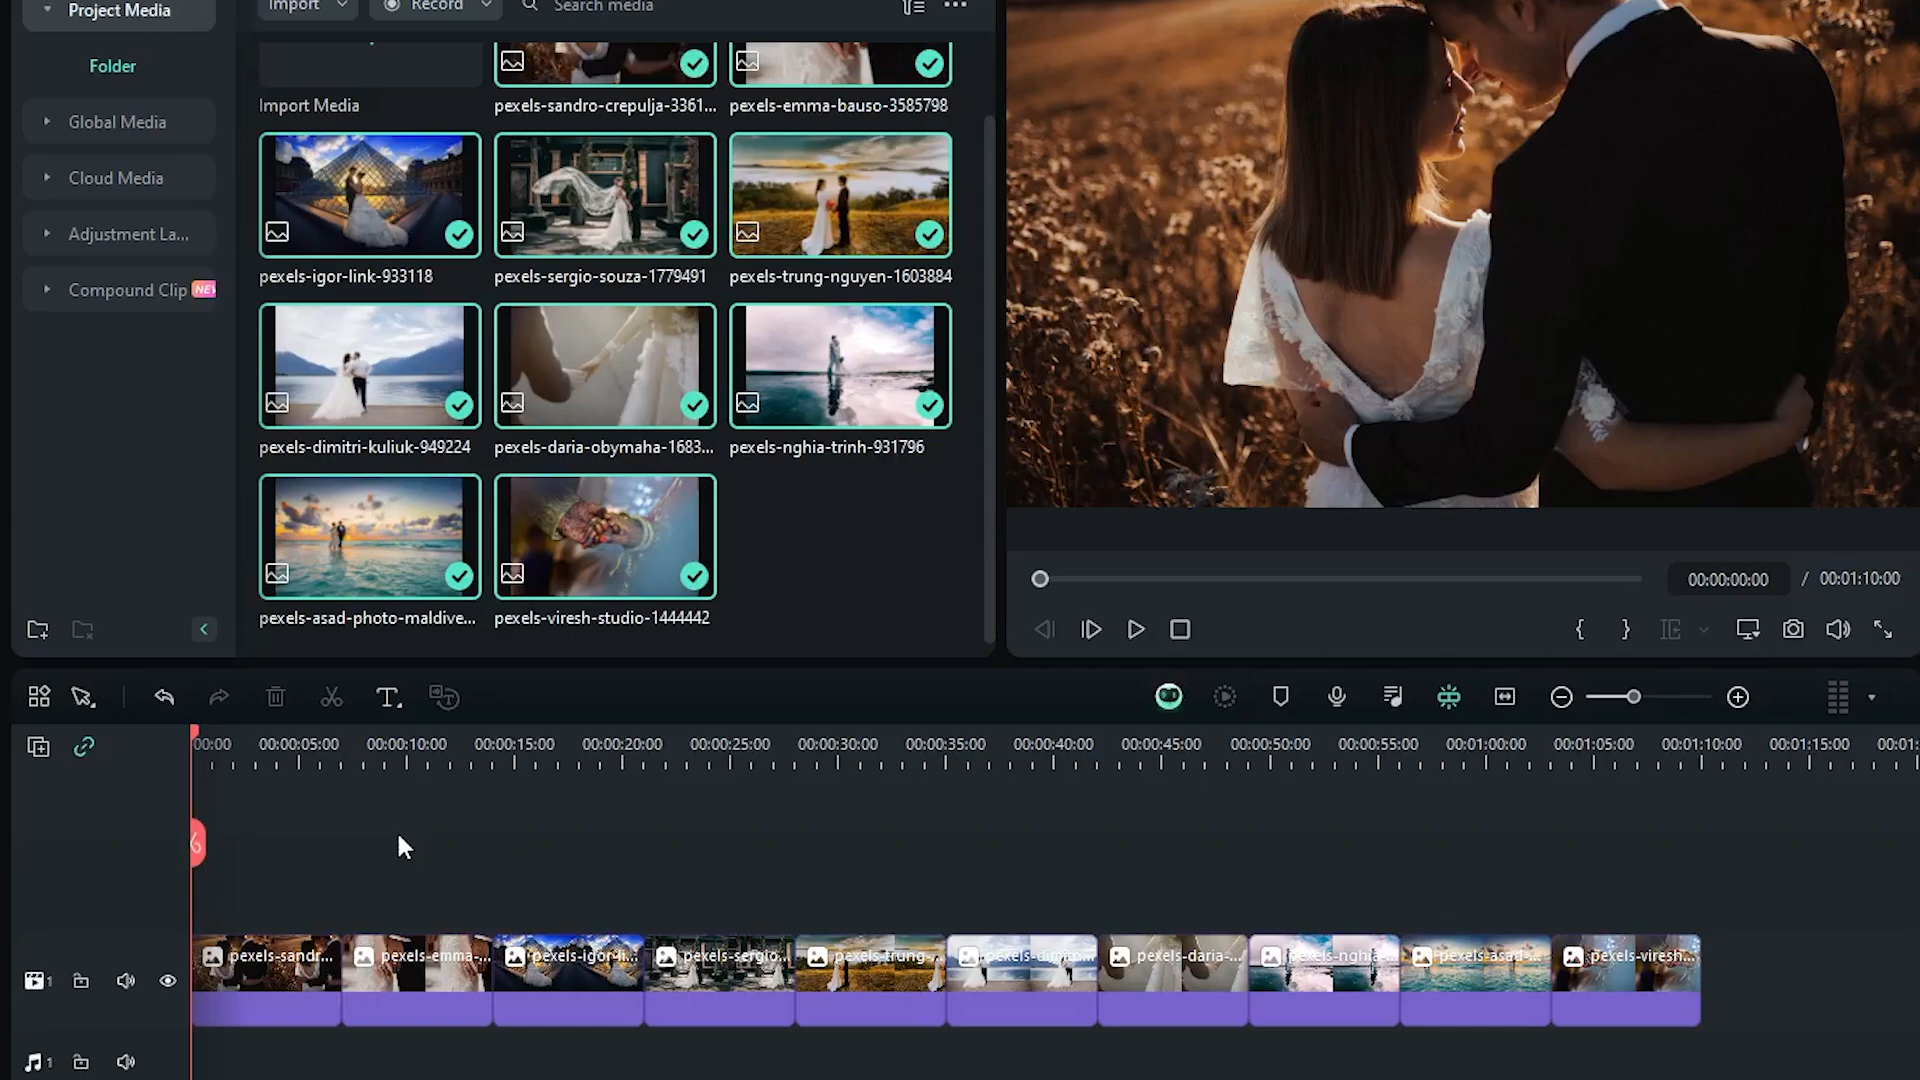 Project Media
Import
Record
Search media
Folder
Global Media
Cloud Media
Adjustment La...
Compound Clip NEW
Import Media
pexels-sandro-crepulja-3361...
pexels-emma-bauso-3585798
pexels-igor-link-933118
pexels-sergio-souza-1779491
pexels-trung-nguyen-1603884
pexels-dimitri-kuliuk-949224
pexels-daria-obymaha-1683...
pexels-nghia-trinh-931796
pexels-asad-photo-maldive...
pexels-viresh-studio-1444442
00:00:00:00 / 00:01:10:00
00:00 00:00:05:00 00:00:10:00 00:00:15:00 00:00:20:00 00:00:25:00 00:00:30:00 00:00:35:00 00:00:40:00 00:00:45:00 00:00:50:00 00:00:55:00 00:01:00:00 00:01:05:00 00:01:10:00 00:01:15:00 00:01:
pexels-sandr... pexels-emma-... pexels-igor-li... pexels-sergio... pexels-trung-... pexels-dimitri... pexels-daria-... pexels-nghia-... pexels-asad-... pexels-viresh...
1
1